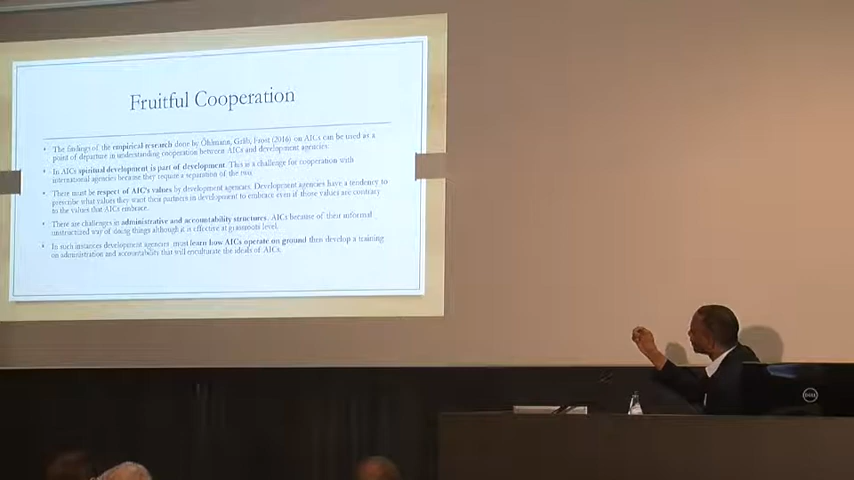 Fruitful Cooperation
• The findings of the empirical research done by Öhlmann, Gräb, Frost (2016) on AICs can be used as a
point of departure in understanding cooperation between AICs and development agencies.
• In AICs spiritual development is part of development. This is a challenge for cooperation with
international agencies because they require a separation of the two.
• There must be respect of AIC's values by development agencies. Development agencies have a tendency to
prescribe what values they want their partners in development to embrace even if those values are contrary
to the values that AICs embrace.
• There are challenges in administrative and accountability structures. AICs because of their informal
unstructured way of doing things although it is effective at grassroots level.
• In such instances development agencies must learn how AICs operate on ground then develop a training
on administration and accountability that will enculturate the ideals of AICs.
DELL